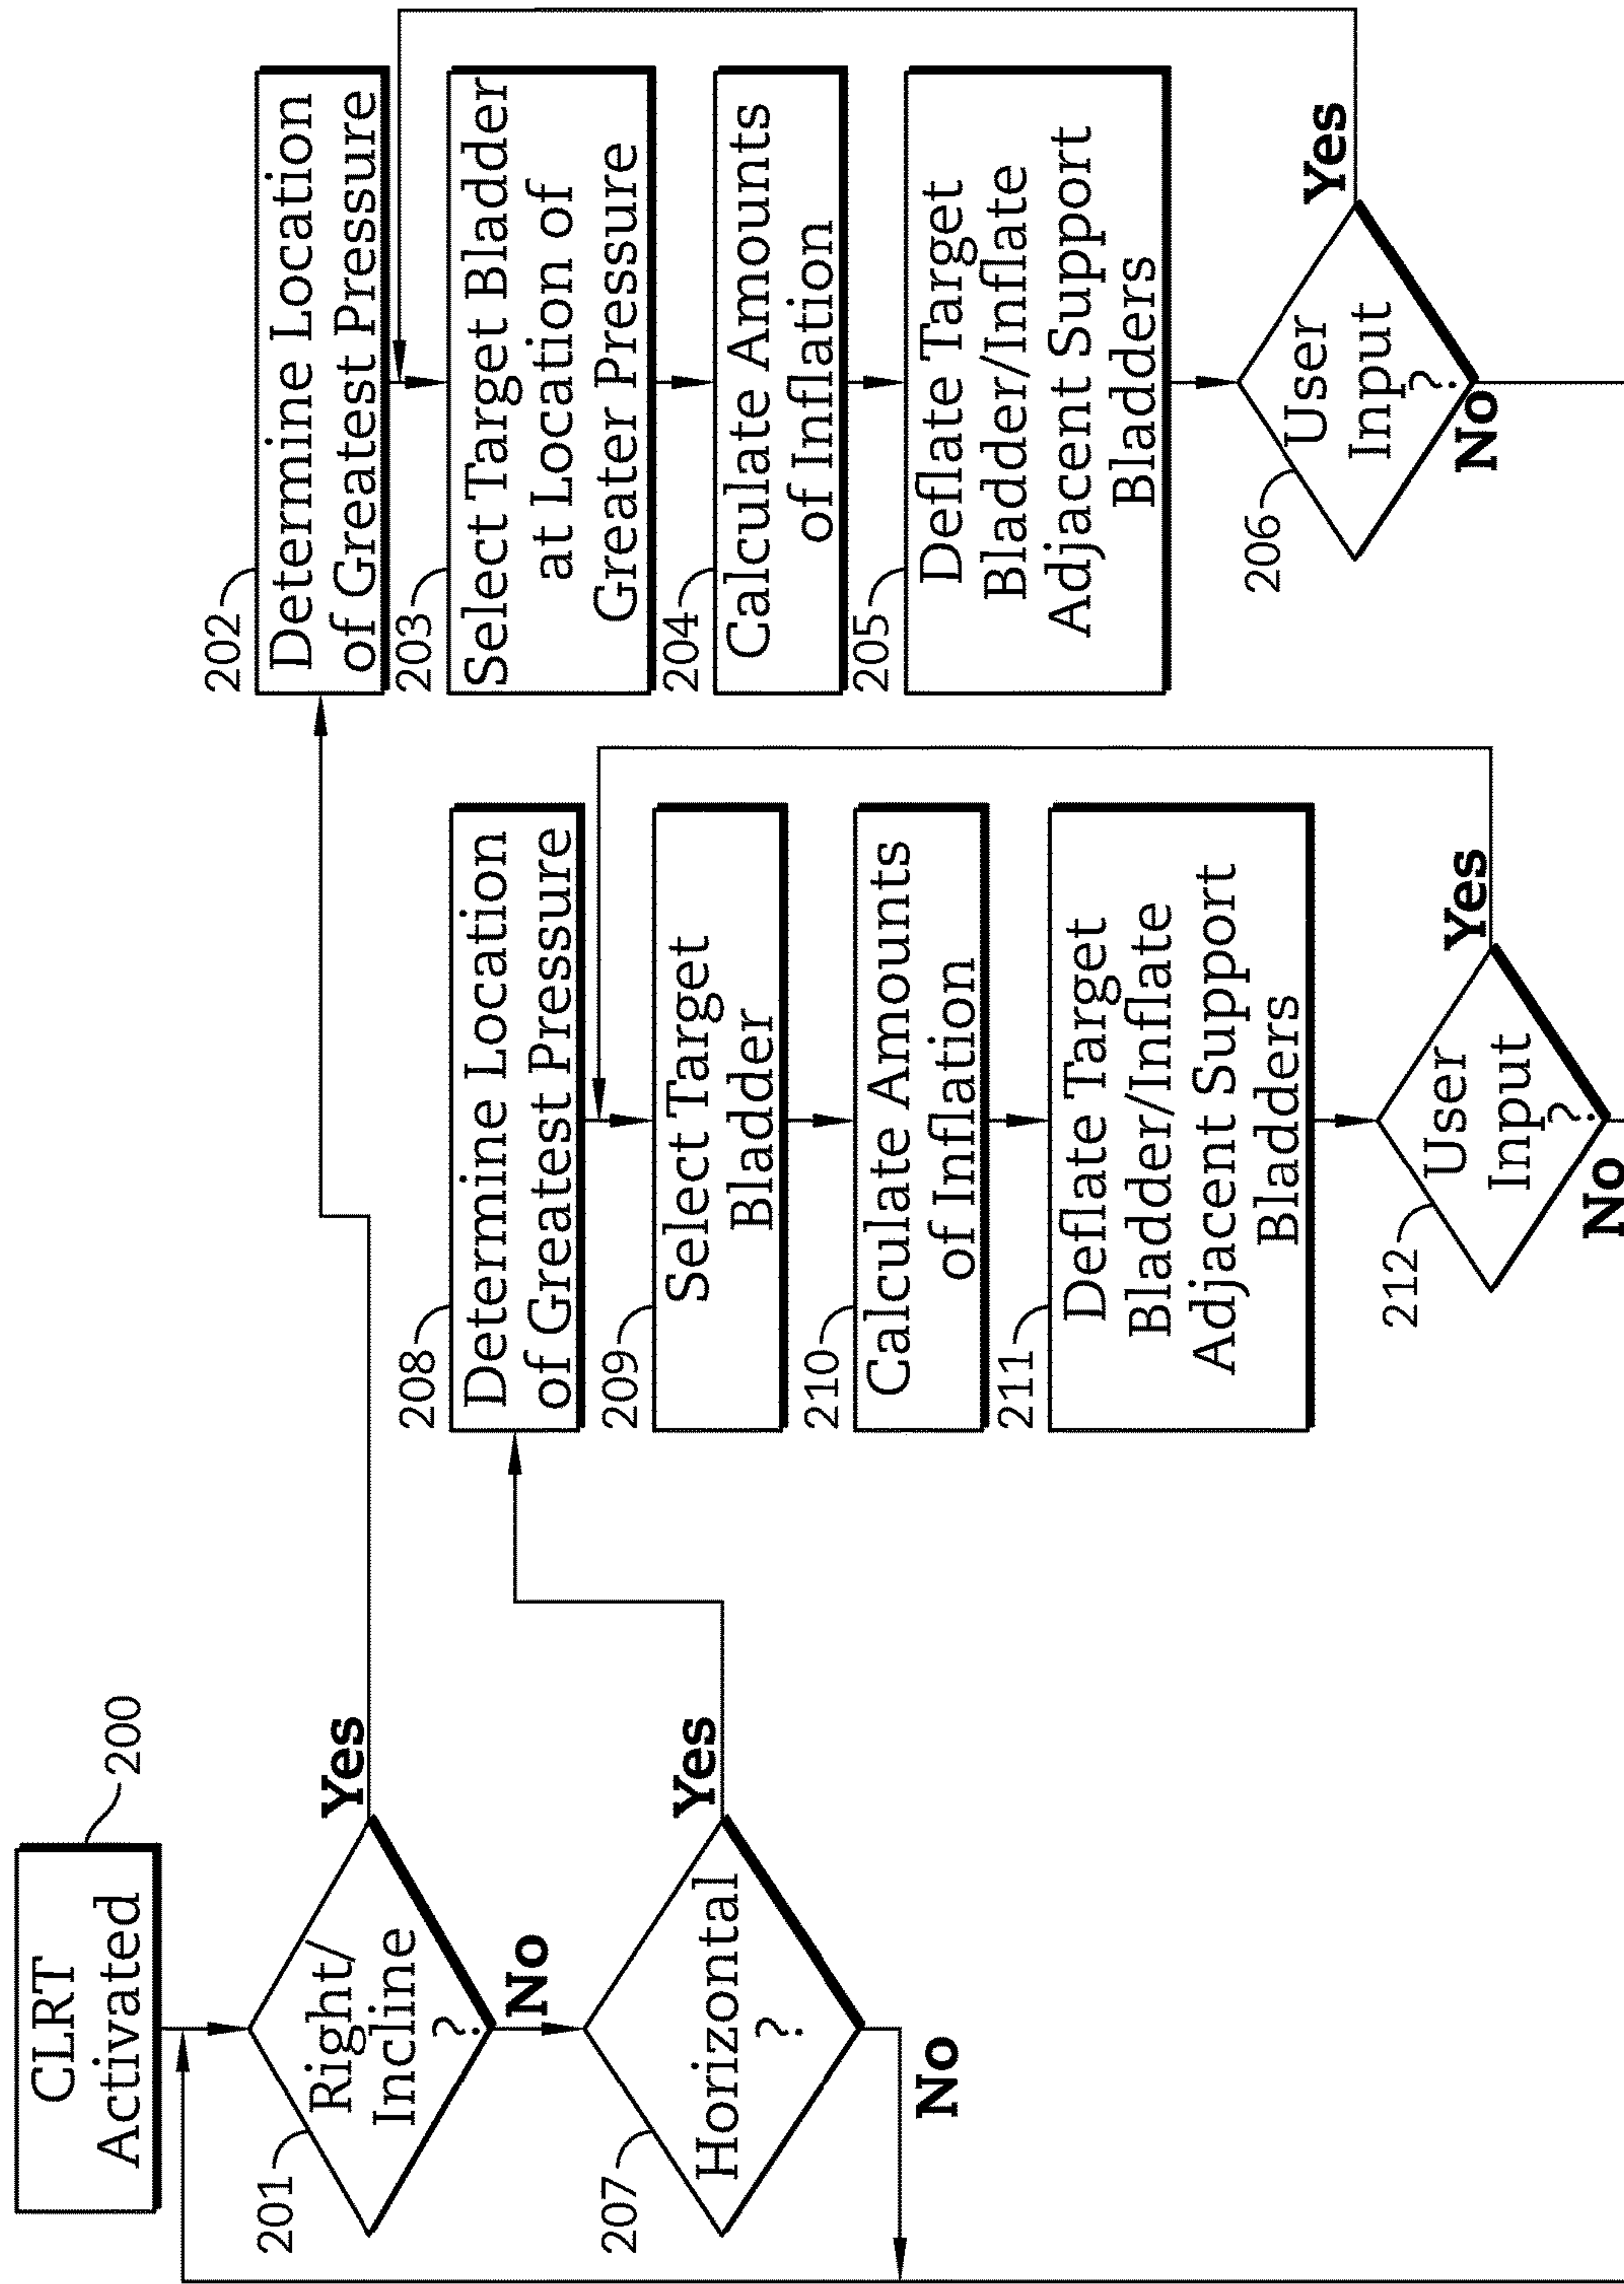 CLRT
Activated
200
201
Right/
Incline
?
Yes
No
207
Horizontal
?
Yes
No
208
Determine Location
of Greatest Pressure
209
Select Target
Bladder
210
Calculate Amounts
of Inflation
211
Deflate Target
Bladder/Inflate
Adjacent Support
Bladders
212
User
Input
?
Yes
No
202
Determine Location
of Greatest Pressure
203
Select Target Bladder
at Location of
Greater Pressure
204
Calculate Amounts
of Inflation
205
Deflate Target
Bladder/Inflate
Adjacent Support
Bladders
206
User
Input
?
Yes
No